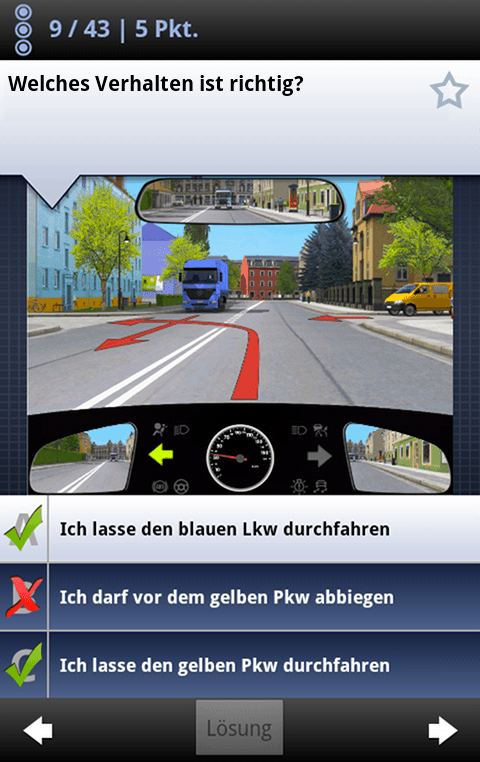 9 / 43 | 5 Pkt.
Welches Verhalten ist richtig?
Ich lasse den blauen Lkw durchfahren
Ich darf vor dem gelben Pkw abbiegen
Ich lasse den gelben Pkw durchfahren
Lösung